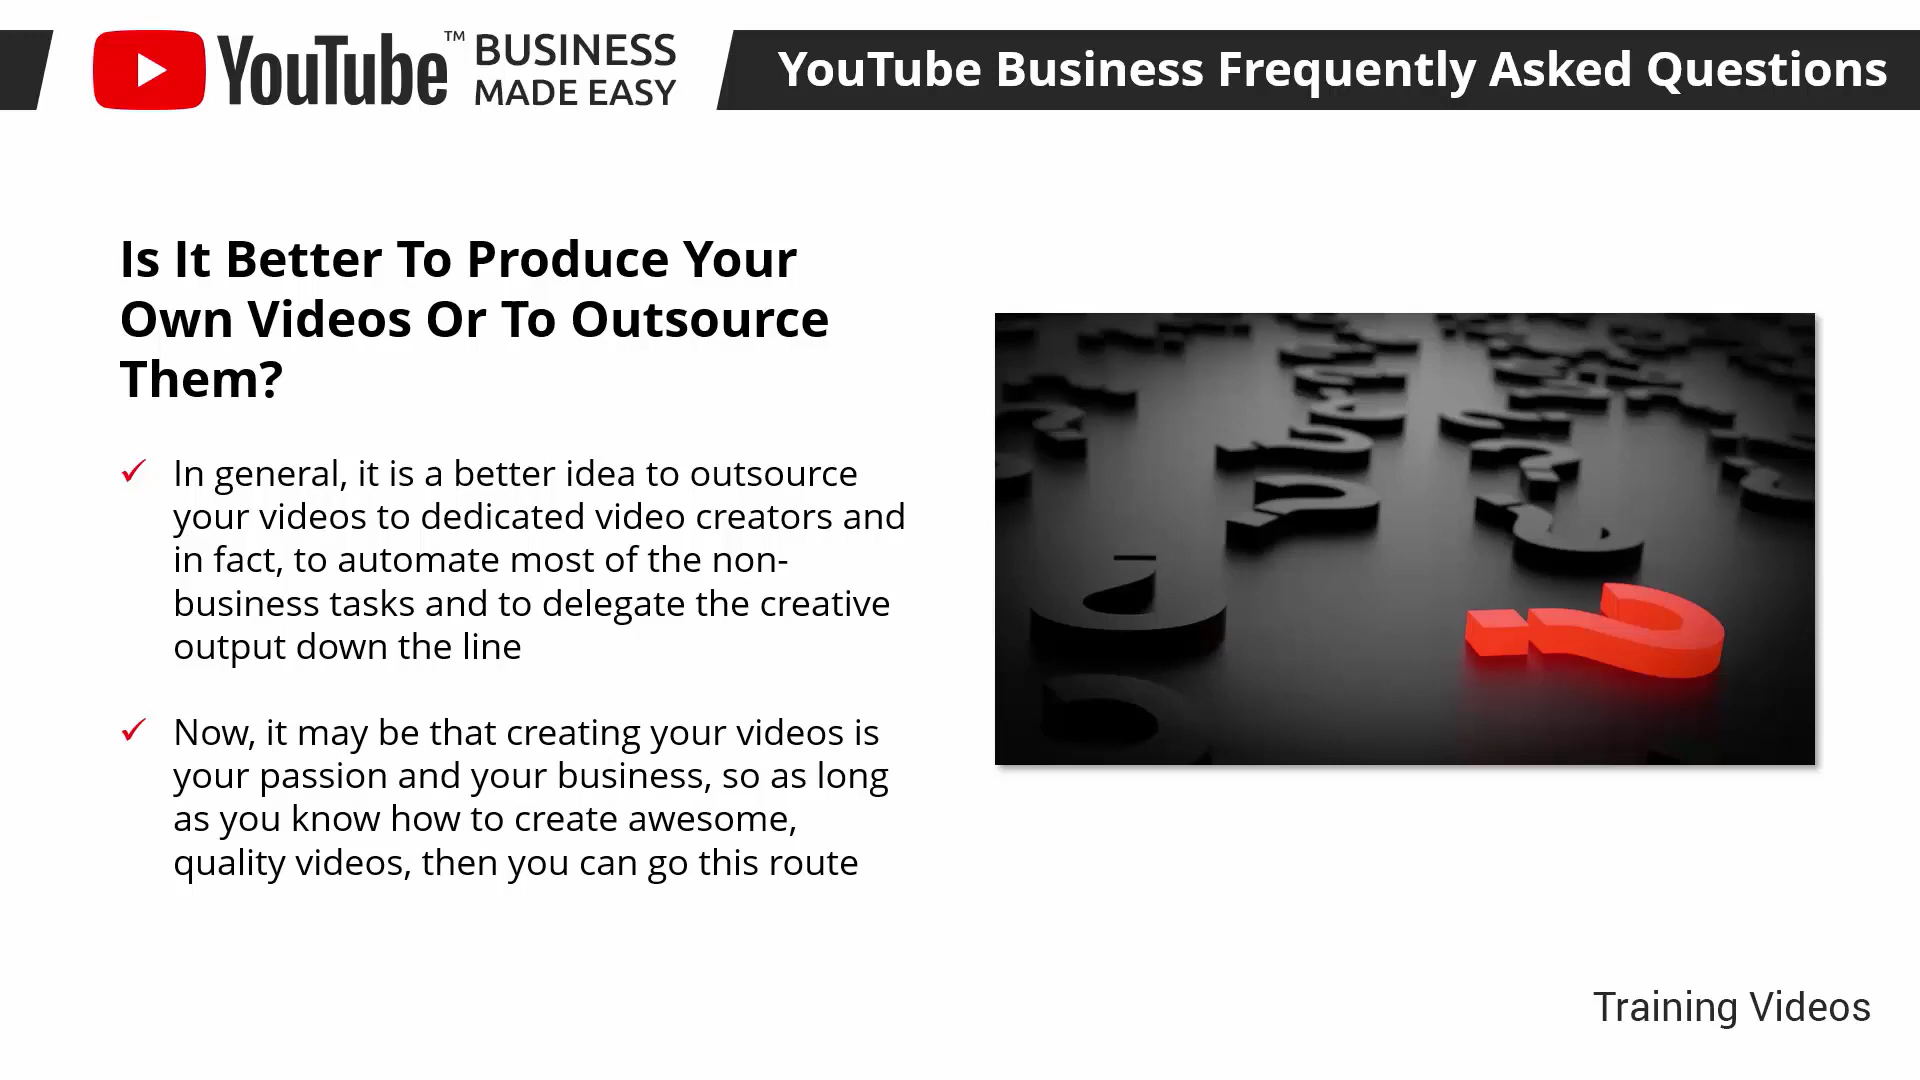 YouTube™ BUSINESS
MADE EASY
YouTube Business Frequently Asked Questions
Is It Better To Produce Your
Own Videos Or To Outsource
Them?
✓ In general, it is a better idea to outsource
your videos to dedicated video creators and
in fact, to automate most of the non-
business tasks and to delegate the creative
output down the line
✓ Now, it may be that creating your videos is
your passion and your business, so as long
as you know how to create awesome,
quality videos, then you can go this route
Training Videos